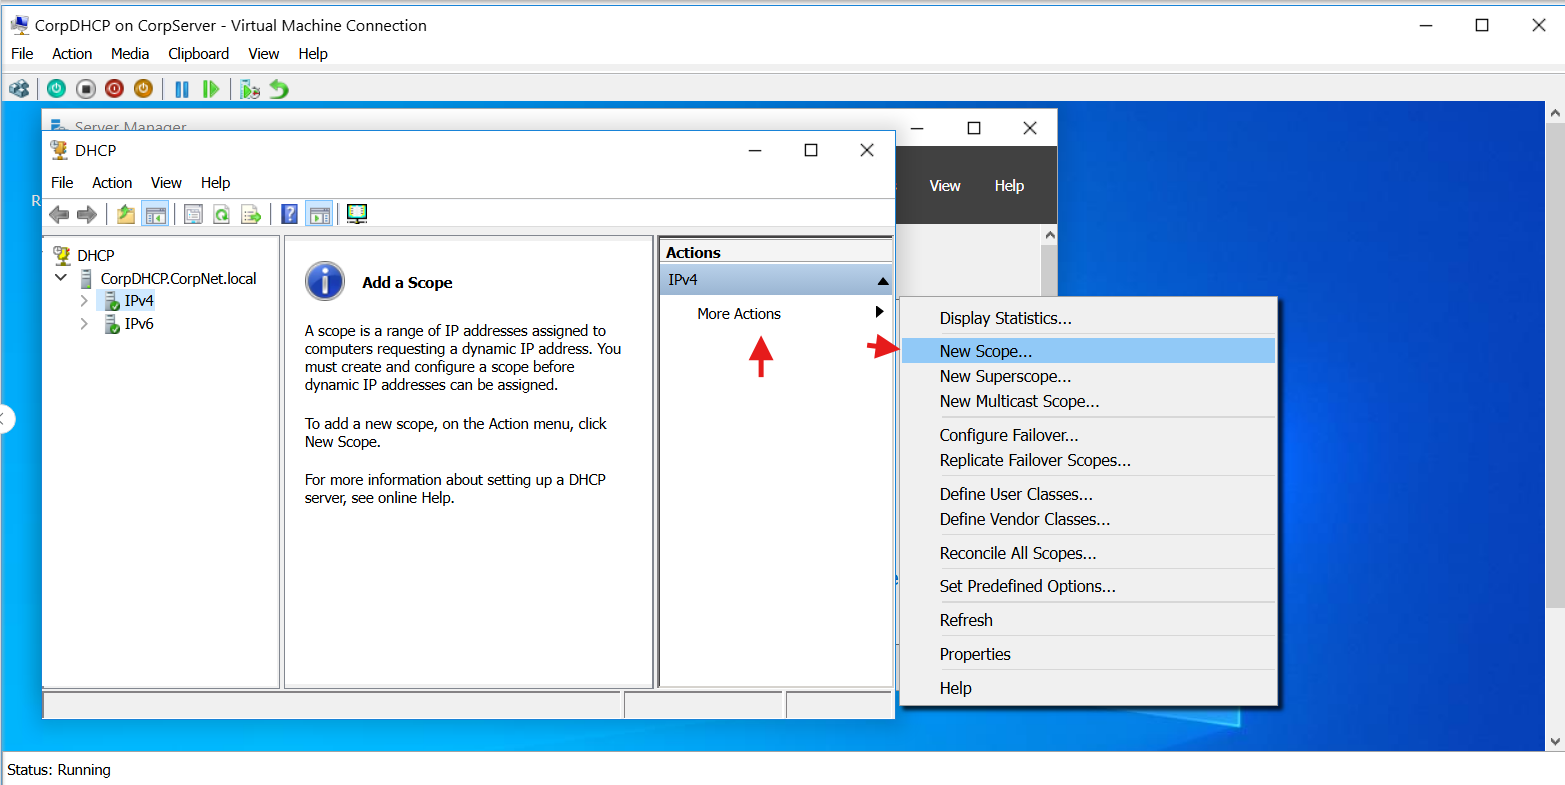 CorpDHCP on CorpServer - Virtual Machine Connection
File Action Media Clipboard View Help
Server Manager
DHCP
File Action View Help
View Help
DHCP
CorpDHCP.CorpNet.local
IPv4
IPv6
Add a Scope
A scope is a range of IP addresses assigned to
computers requesting a dynamic IP address. You
must create and configure a scope before
dynamic IP addresses can be assigned.
To add a new scope, on the Action menu, click
New Scope.
For more information about setting up a DHCP
server, see online Help.
Actions
IPv4
More Actions
Display Statistics...
New Scope...
New Superscope...
New Multicast Scope...
Configure Failover...
Replicate Failover Scopes...
Define User Classes...
Define Vendor Classes...
Reconcile All Scopes...
Set Predefined Options...
Refresh
Properties
Help
Status: Running